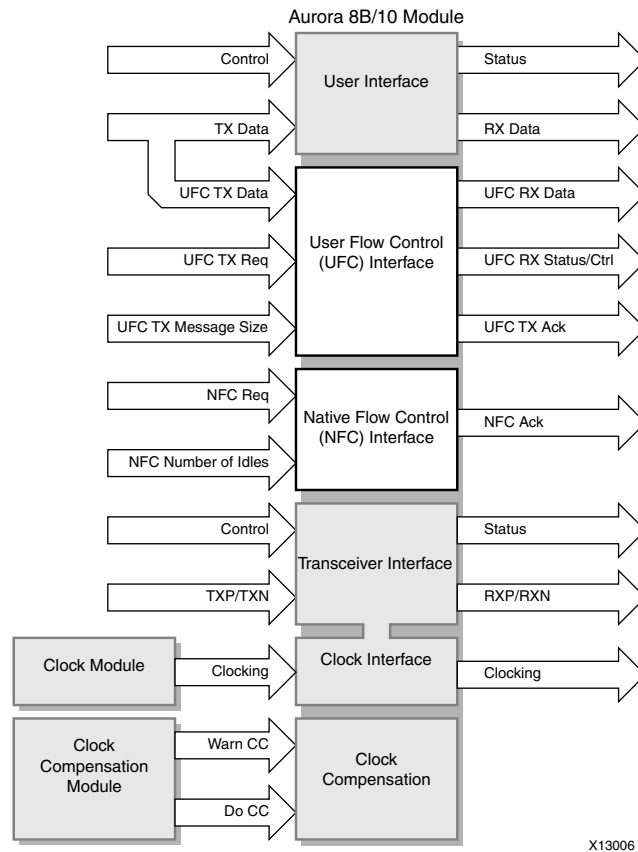 Aurora 8B/10 Module
Control
User Interface
Status
TX Data
RX Data
UFC TX Data
UFC RX Data
User Flow Control
(UFC) Interface
UFC TX Req
UFC RX Status/Ctrl
UFC TX Message Size
UFC TX Ack
NFC Req
Native Flow Control
(NFC) Interface
NFC Ack
NFC Number of Idles
Control
Status
Transceiver Interface
TXP/TXN
RXP/RXN
Clock Module
Clocking
Clock Interface
Clocking
Clock
Compensation
Module
Warn CC
Clock
Compensation
Do CC
X13006